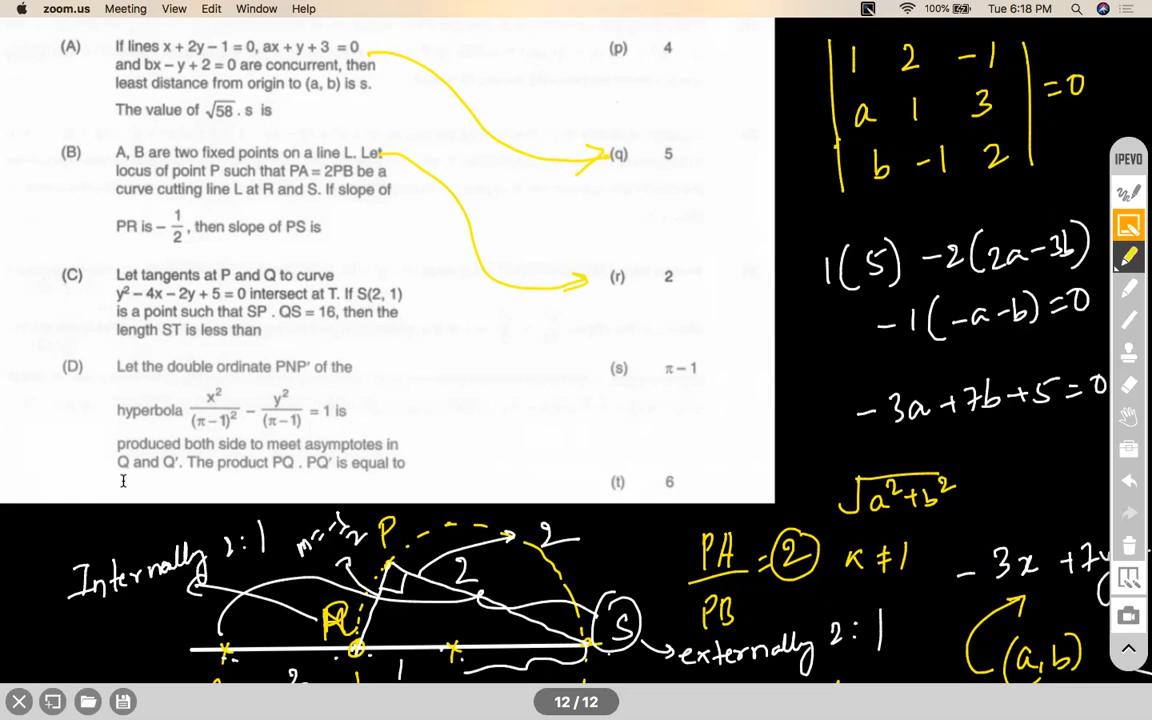 zoom.us Meeting View Edit Window Help 100% Tue 6:18 PM
(A) If lines x + 2y – 1 = 0, ax + y + 3 = 0 (p) 4
and bx – y + 2 = 0 are concurrent, then
least distance from origin to (a, b) is s.
The value of √58 . s is
(B) A, B are two fixed points on a line L. Let (q) 5
locus of point P such that PA = 2PB be a
curve cutting line L at R and S. If slope of
PR is – 1/2, then slope of PS is
(C) Let tangents at P and Q to curve (r) 2
y² – 4x – 2y + 5 = 0 intersect at T. If S(2, 1)
is a point such that SP . QS = 16, then the
length ST is less than
(D) Let the double ordinate PNP' of the (s) π – 1
hyperbola x²/(π – 1)² – y²/(π – 1) = 1 is
produced both side to meet asymptotes in
Q and Q'. The product PQ . PQ' is equal to
(t) 6
| 1 2 -1 |
| a 1 3 | = 0
| b -1 2 |
IPEVO
1(5) -2(2a-3b)
-1(-a-b)=0
-3a+7b+5=0
√a²+b²
PA/PB = 2 K ≠ 1
-3x +7y
(a,b)
Internally 2:1
P
2
2
R
S
externally 2:1
2
1
12/12